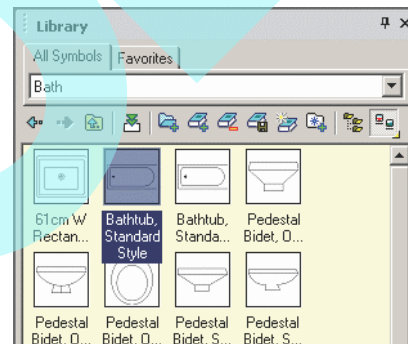 Library
All Symbols Favorites
Bath
61cm W Bathtub, Bathtub, Pedestal
Rectan... Standard Standa... Bidet, O...
Style
Pedestal Pedestal Pedestal Pedestal
Bidet, O... Bidet, O... Bidet, S... Bidet, S...